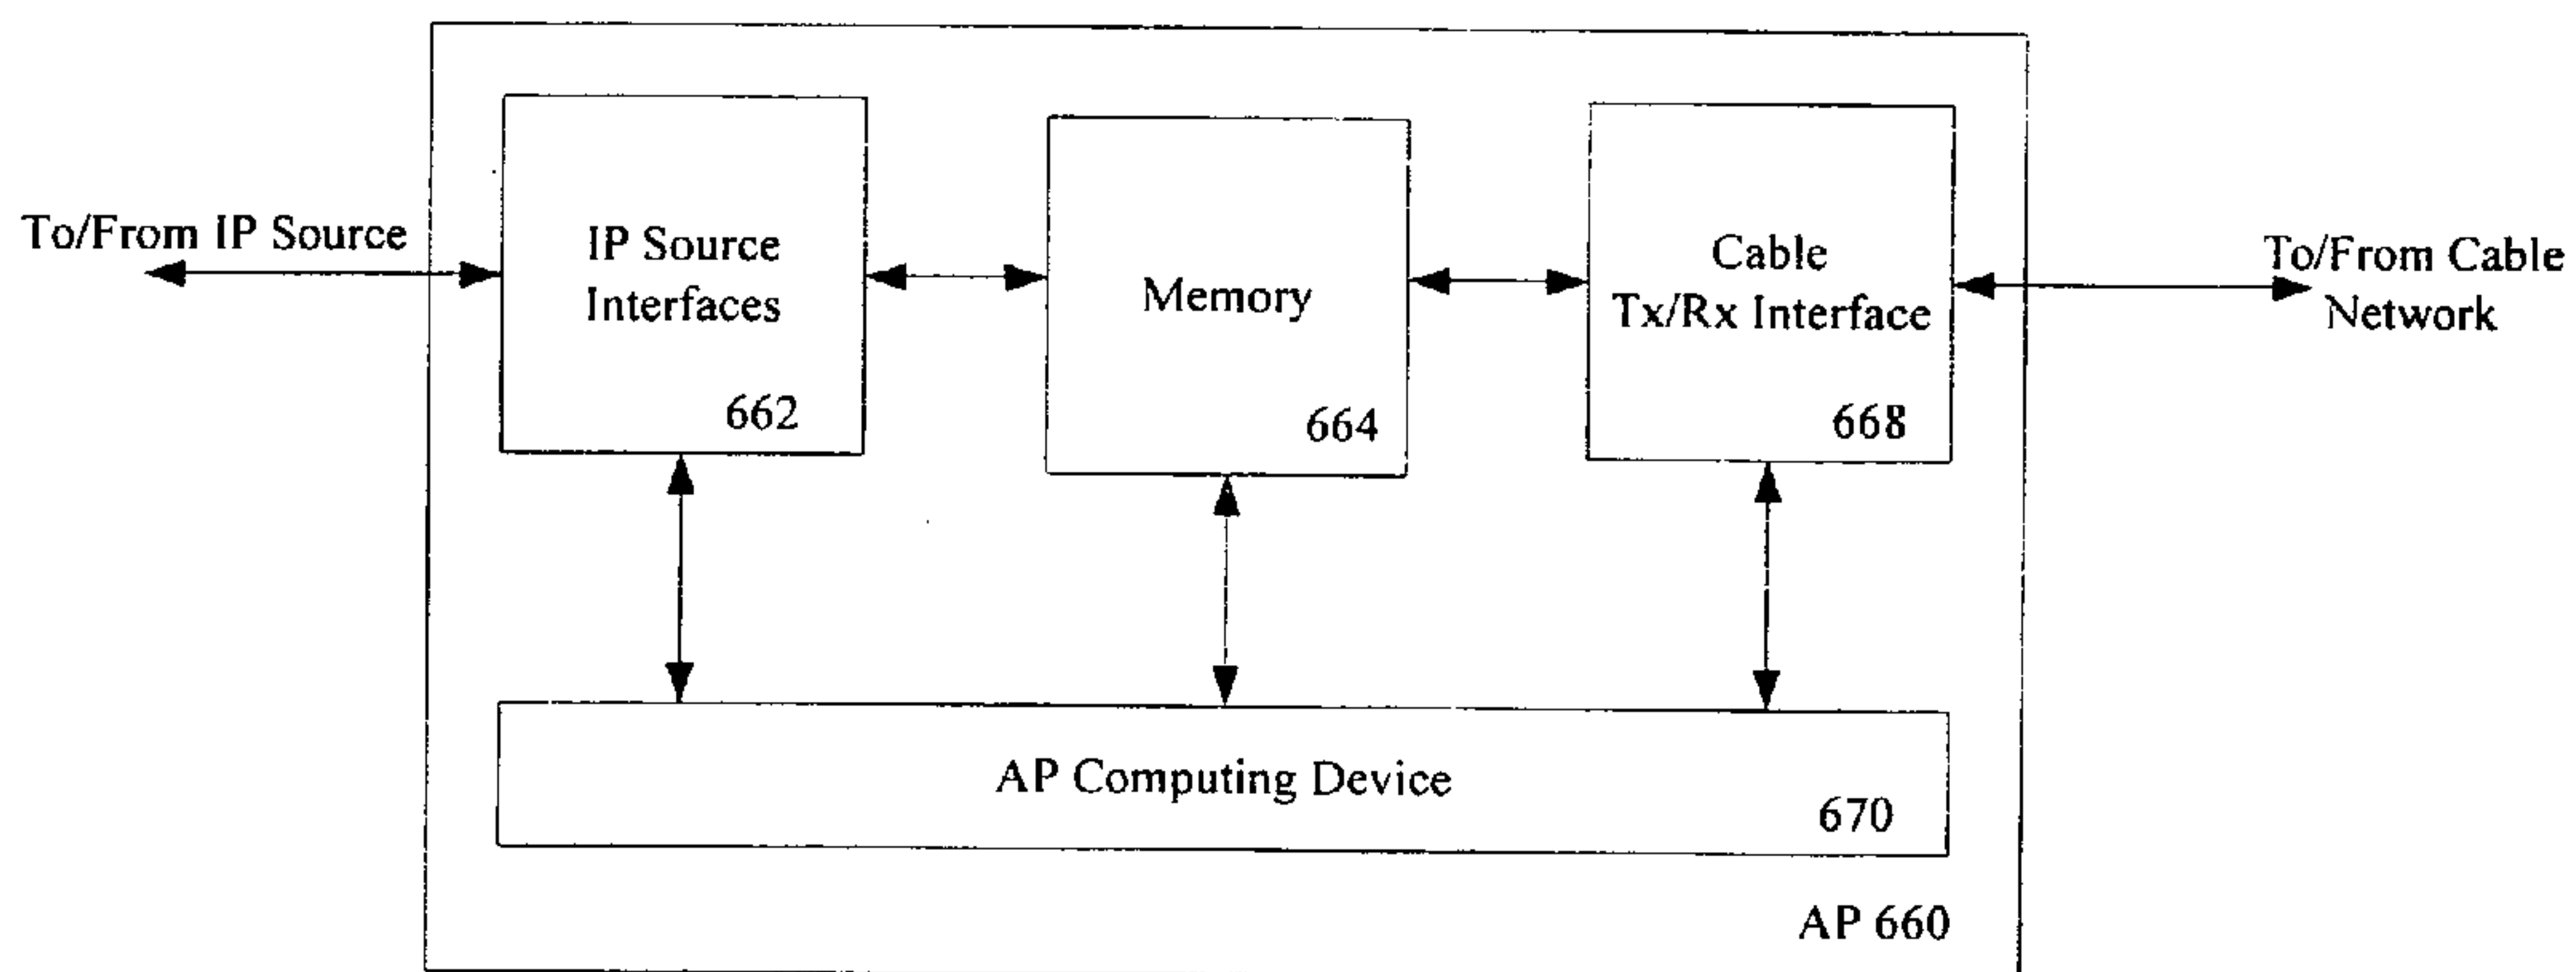 To/From IP Source
IP Source
Interfaces
662
Memory
664
Cable
Tx/Rx Interface
668
To/From Cable
Network
AP Computing Device
670
AP 660